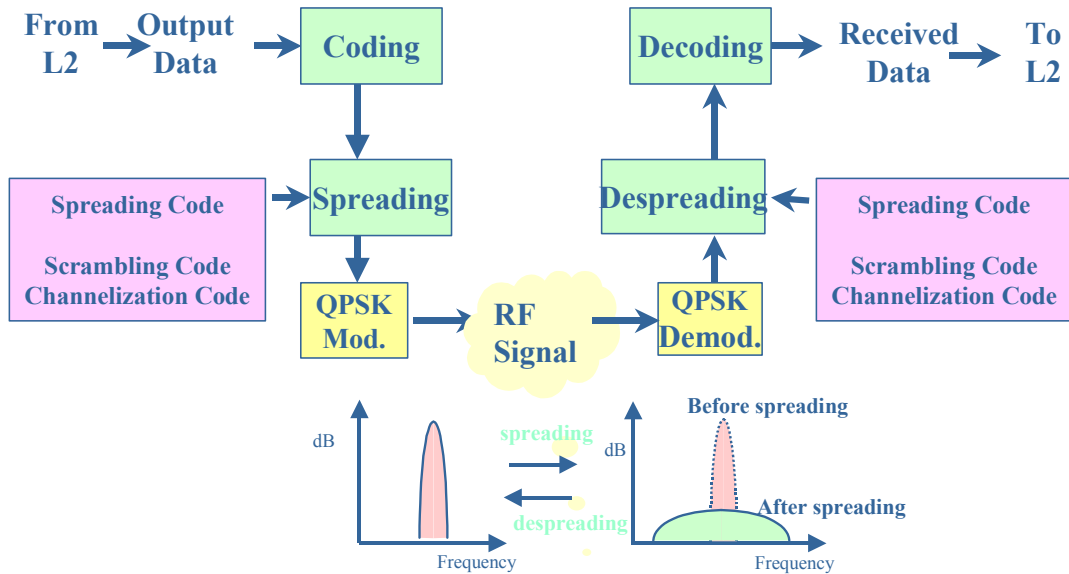 From
L2
Output
Data
Coding
Decoding
Received
Data
To
L2
Spreading Code
Scrambling Code
Channelization Code
Spreading
Despreading
Spreading Code
Scrambling Code
Channelization Code
QPSK
Mod.
RF
Signal
QPSK
Demod.
dB
Frequency
spreading
despreading
Before spreading
dB
After spreading
Frequency